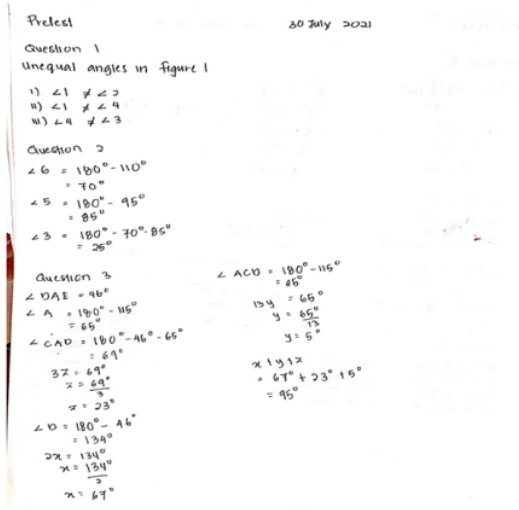 Pretest
30 July 2021
Question 1
Unequal angles in figure 1
i) ∠1 ≠ ∠2
ii) ∠1 ≠ ∠4
iii) ∠4 ≠ ∠3
Question 2
∠6 = 180° - 110°
= 70°
∠5 = 180° - 95°
= 85°
∠3 = 180° - 70° - 85°
= 25°
Question 3
∠DAE = 46°
∠A = 180° - 115°
= 65°
∠CAD = 180° - 46° - 65°
= 69°
3z = 69°
z = 69°
3
z = 23°
∠D = 180° - 46°
= 134°
2x = 134°
x = 134°
2
x = 67°
∠ACD = 180° - 115°
= 65°
13y = 65°
y = 65°
13
y = 5°
x + y + z
= 67° + 23° + 5°
= 95°